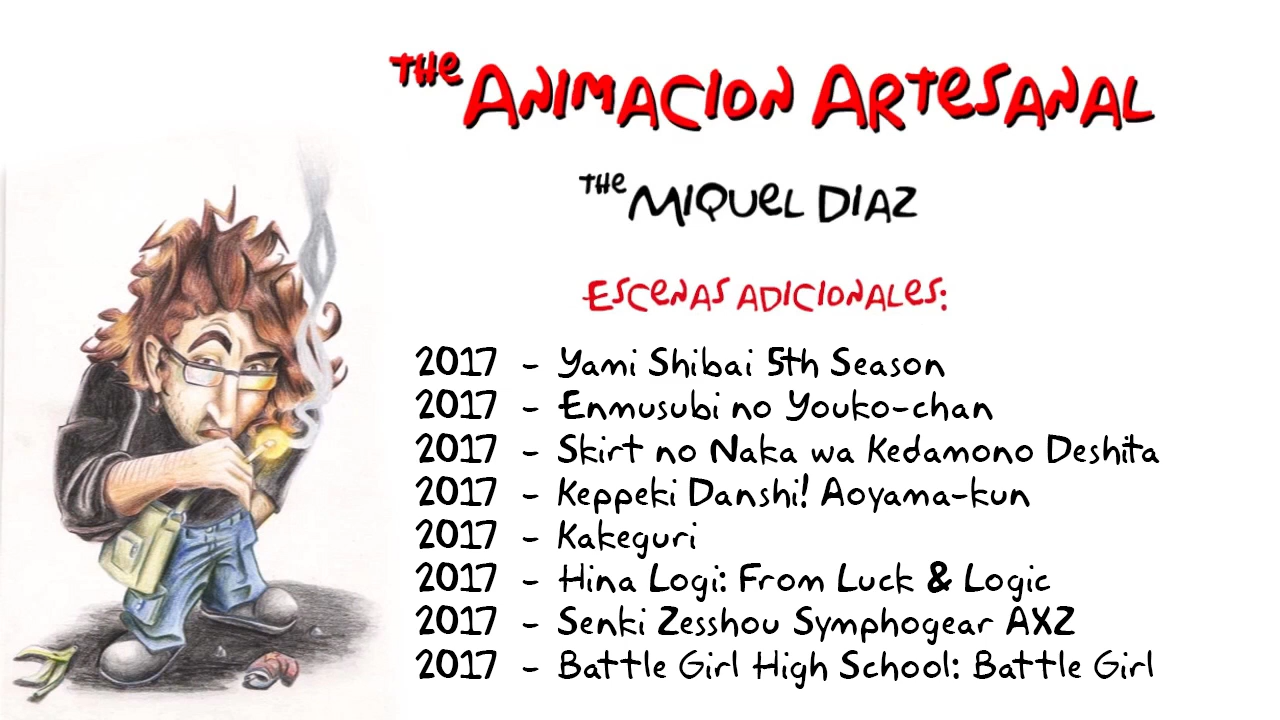 THE ANIMACION ARTESANAL
THE MIQUEL DIAZ
ESCENAS ADICIONALES:
2017 - Yami Shibai 5th Season
2017 - Enmusubi no Youko-chan
2017 - Skirt no Naka wa Kedamono Deshita
2017 - Keppeki Danshi! Aoyama-kun
2017 - Kakeguri
2017 - Hina Logi: From Luck & Logic
2017 - Senki Zesshou Symphogear AXZ
2017 - Battle Girl High School: Battle Girl